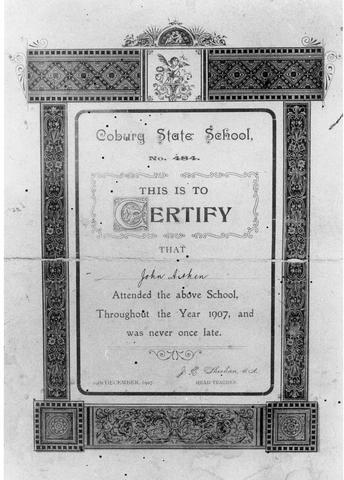 Coburg State School,
No. 484.
THIS IS TO
CERTIFY
THAT
John Aitken
Attended the above School,
Throughout the Year 1907, and
was never once late.
DECEMBER, 1907
HEAD TEACHER